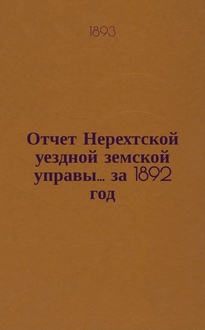 1893
Отчет Нерехтской
уездной земской
управы... за 1892
год